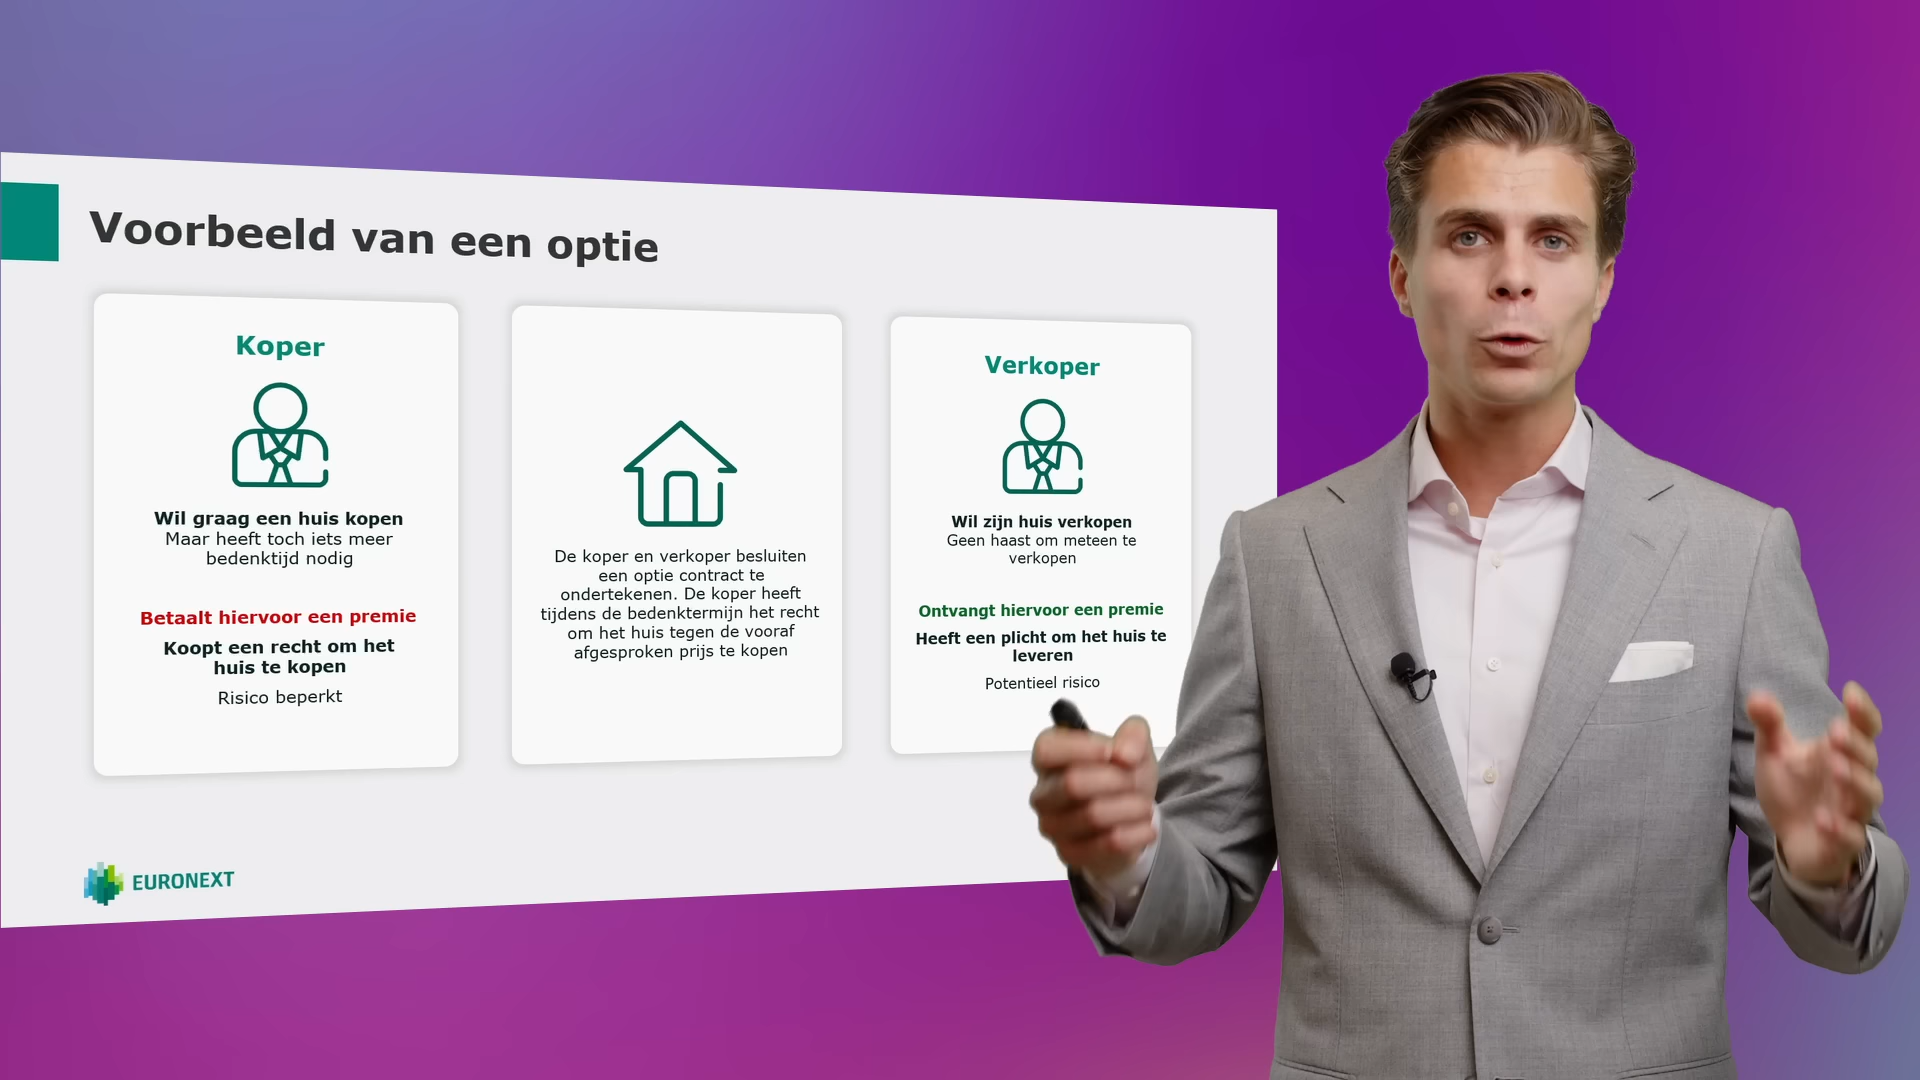 Voorbeeld van een optie
Koper
Wil graag een huis kopen
Maar heeft toch iets meer
bedenktijd nodig
Betaalt hiervoor een premie
Koopt een recht om het
huis te kopen
Risico beperkt
De koper en verkoper besluiten
een optie contract te
ondertekenen. De koper heeft
tijdens de bedenktermijn het recht
om het huis tegen de vooraf
afgesproken prijs te kopen
Verkoper
Wil zijn huis verkopen
Geen haast om meteen te
verkopen
Ontvangt hiervoor een premie
Heeft een plicht om het huis te
leveren
Potentieel risico
EURONEXT